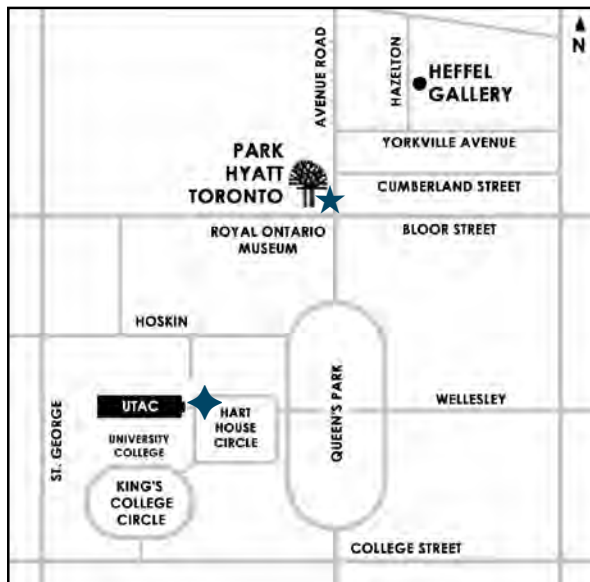 N
AVENUE ROAD
HAZELTON
HEFFEL
GALLERY
YORKVILLE AVENUE
PARK
HYATT
TORONTO
CUMBERLAND STREET
ROYAL ONTARIO
MUSEUM
BLOOR STREET
HOSKIN
ST. GEORGE
UTAC
HART
HOUSE
CIRCLE
QUEEN'S PARK
WELLESLEY
UNIVERSITY
COLLEGE
KING'S
COLLEGE
CIRCLE
COLLEGE STREET